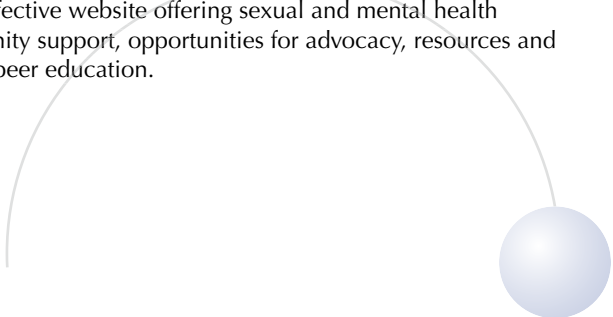 fective website offering sexual and mental health
nity support, opportunities for advocacy, resources and
peer education.